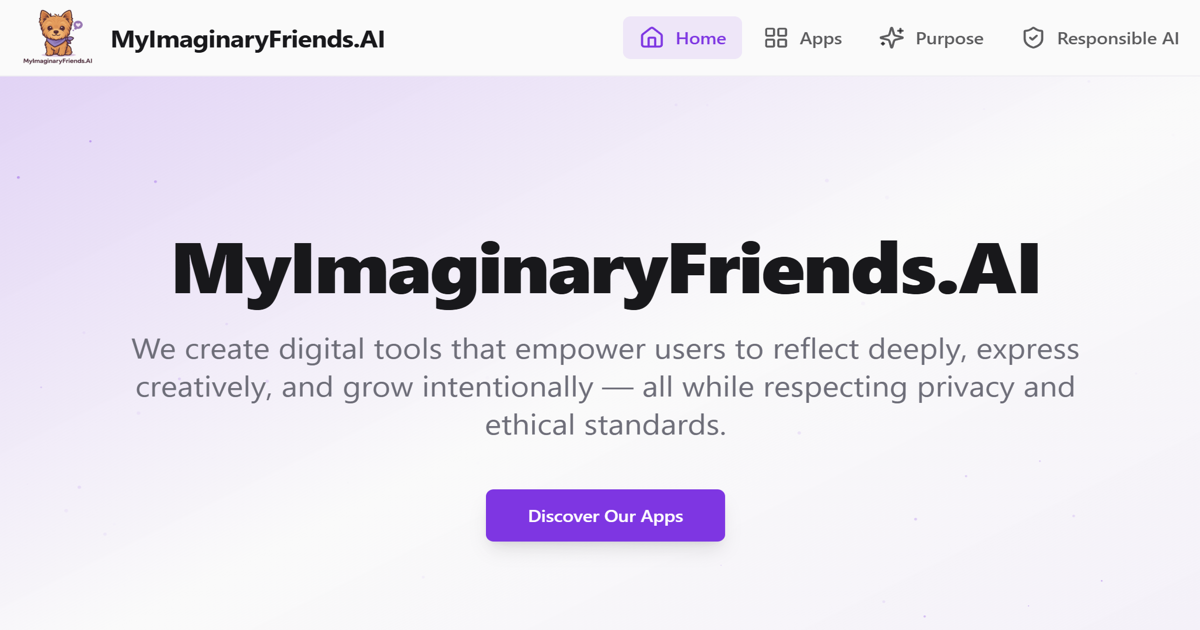 MyImaginaryFriends.AI
MyImaginaryFriends.AI
Home
Apps
Purpose
Responsible AI
MyImaginaryFriends.AI
We create digital tools that empower users to reflect deeply, express
creatively, and grow intentionally — all while respecting privacy and
ethical standards.
Discover Our Apps